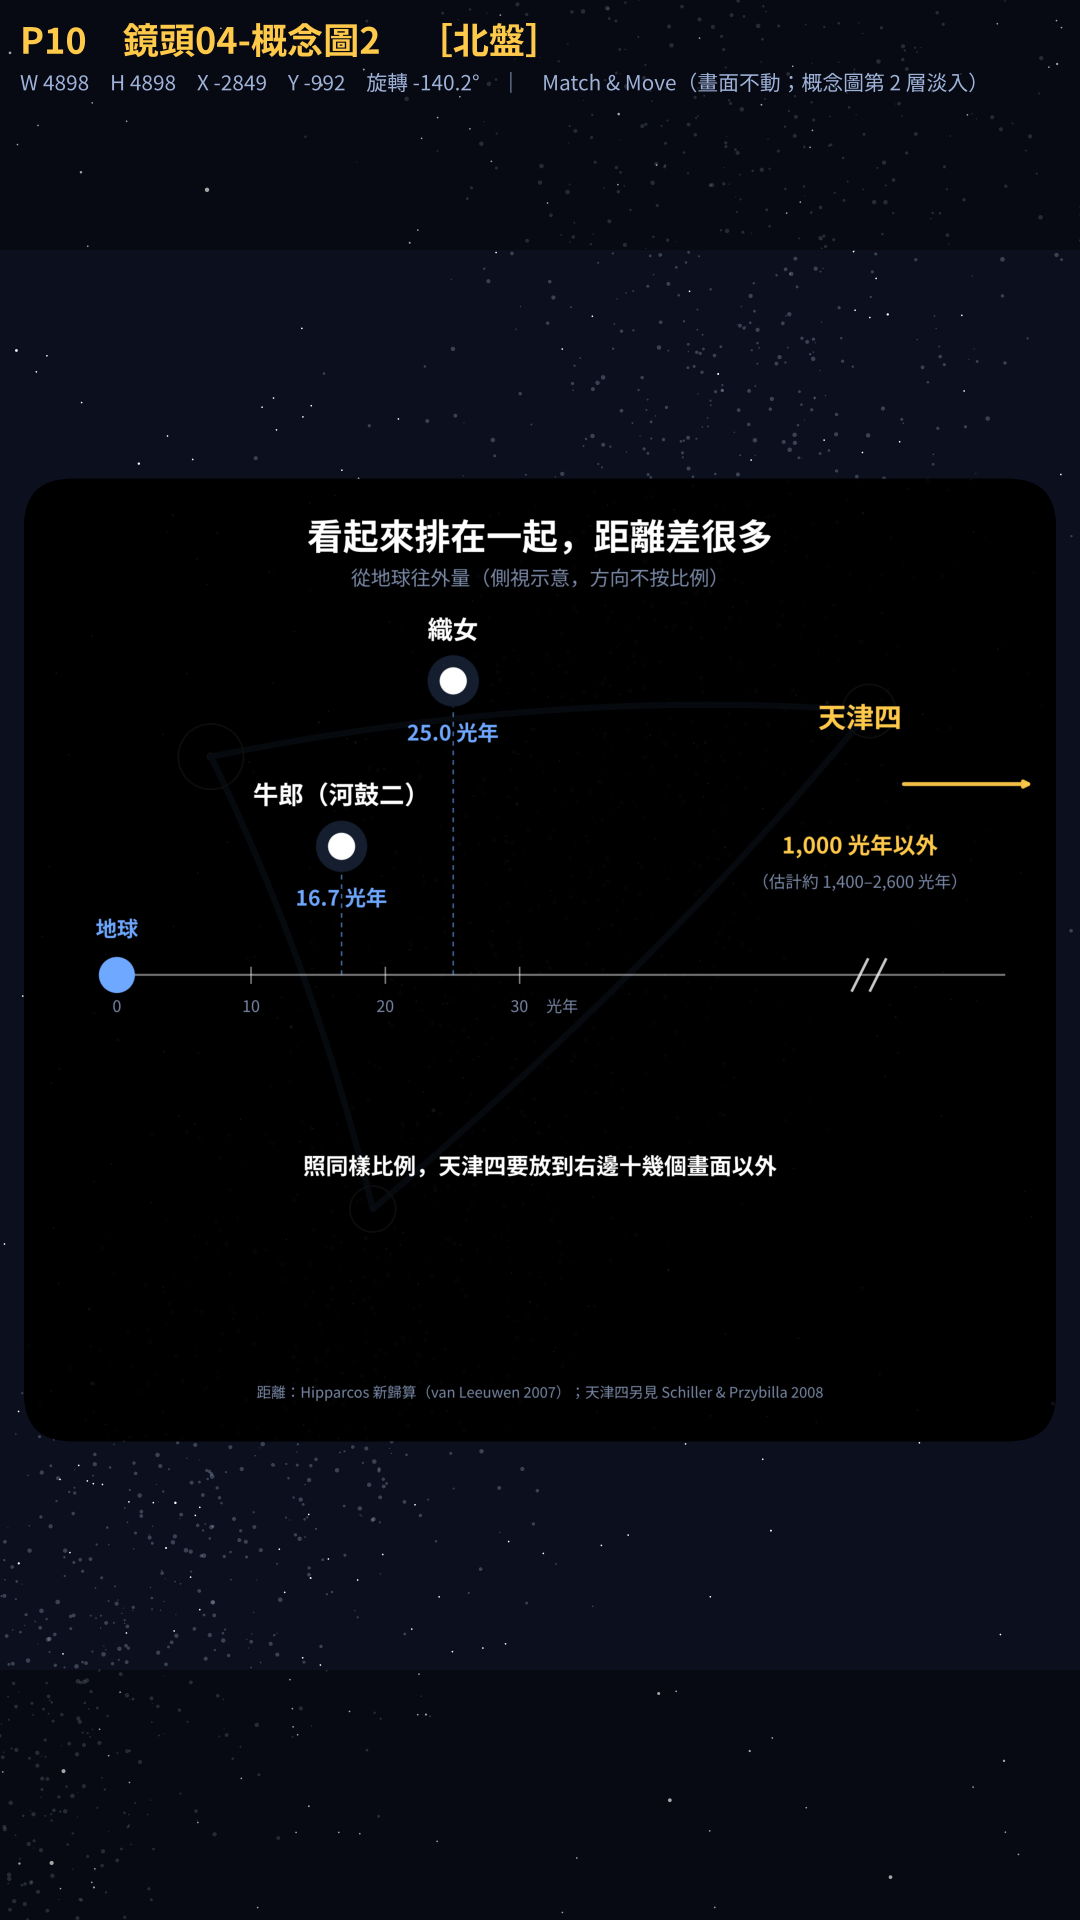 P10　鏡頭04-概念圖2　［北盤］
W 4898　H 4898　X -2849　Y -992　旋轉 -140.2°　｜　Match & Move（畫面不動；概念圖第 2 層淡入）
看起來排在一起，距離差很多
從地球往外量（側視示意，方向不按比例）
織女
25.0 光年
天津四
牛郎（河鼓二）
1,000 光年以外
（估計約 1,400–2,600 光年）
16.7 光年
地球
0　10　20　30　光年
照同樣比例，天津四要放到右邊十幾個畫面以外
距離：Hipparcos 新歸算（van Leeuwen 2007）；天津四另見 Schiller & Przybilla 2008